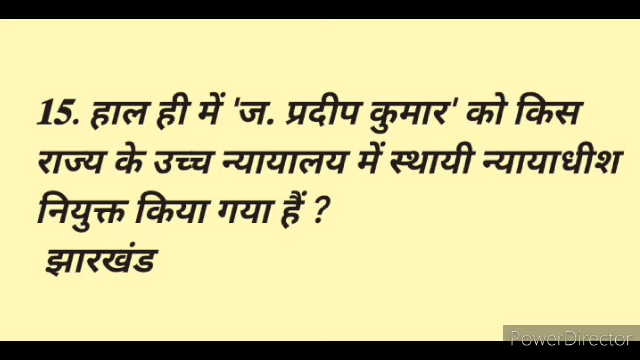 15. हाल ही में 'ज. प्रदीप कुमार' को किस
राज्य के उच्च न्यायालय में स्थायी न्यायाधीश
नियुक्त किया गया हैं ?
झारखंड
PowerDirector